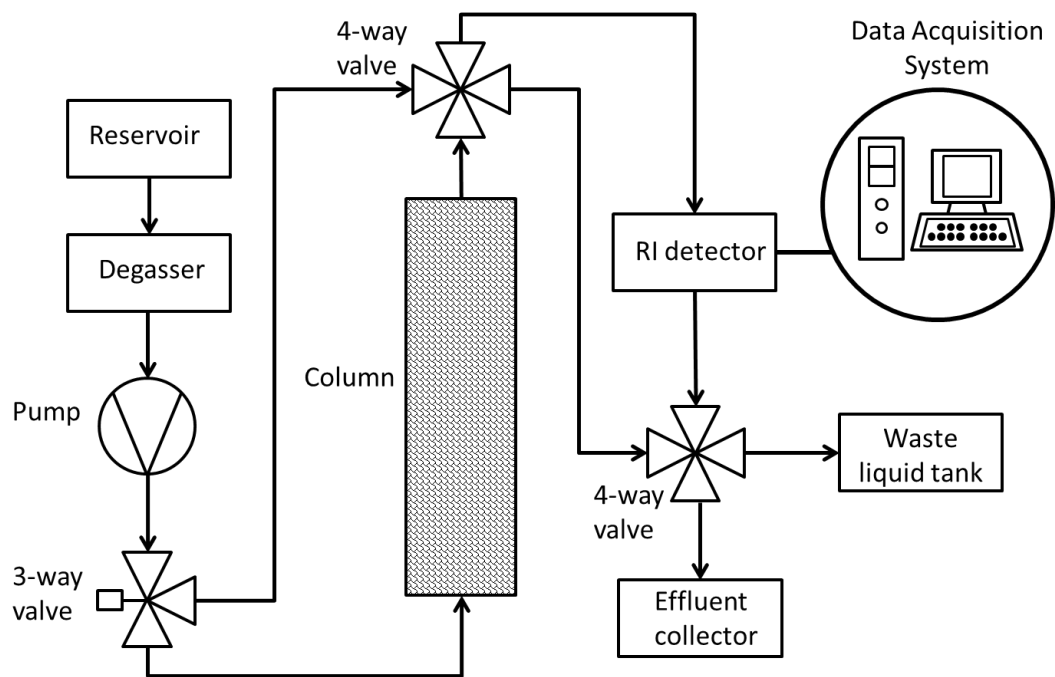 4-way
valve
Data Acquisition
System
Reservoir
Degasser
RI detector
Column
Pump
Waste
liquid tank
4-way
valve
3-way
valve
Effluent
collector